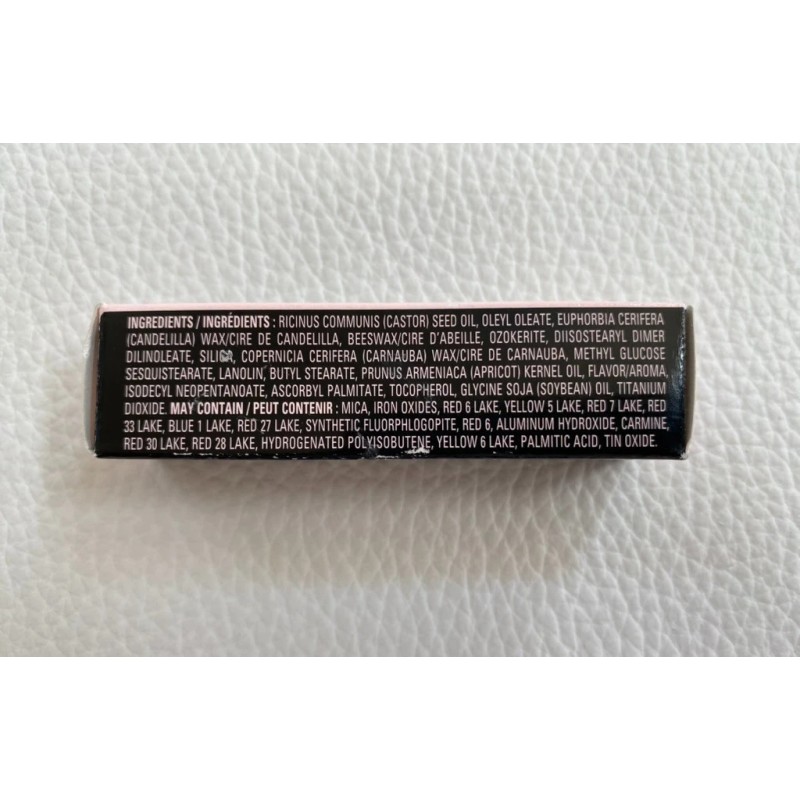 INGREDIENTS / INGRÉDIENTS : RICINUS COMMUNIS (CASTOR) SEED OIL, OLEYL OLEATE, EUPHORBIA CERIFERA
(CANDELILLA) WAX/CIRE DE CANDELILLA, BEESWAX/CIRE D'ABEILLE, OZOKERITE, DIISOSTEARYL DIMER
DILINOLEATE, SILICA, COPERNICIA CERIFERA (CARNAUBA) WAX/CIRE DE CARNAUBA, METHYL GLUCOSE
SESQUISTEARATE, LANOLIN, BUTYL STEARATE, PRUNUS ARMENIACA (APRICOT) KERNEL OIL, FLAVOR/AROMA,
ISODECYL NEOPENTANOATE, ASCORBYL PALMITATE, TOCOPHEROL, GLYCINE SOJA (SOYBEAN) OIL, TITANIUM
DIOXIDE. MAY CONTAIN / PEUT CONTENIR : MICA, IRON OXIDES, RED 6 LAKE, YELLOW 5 LAKE, RED 7 LAKE, RED
33 LAKE, BLUE 1 LAKE, RED 27 LAKE, SYNTHETIC FLUORPHLOGOPITE, RED 6, ALUMINUM HYDROXIDE, CARMINE,
RED 30 LAKE, RED 28 LAKE, HYDROGENATED POLYISOBUTENE, YELLOW 6 LAKE, PALMITIC ACID, TIN OXIDE.